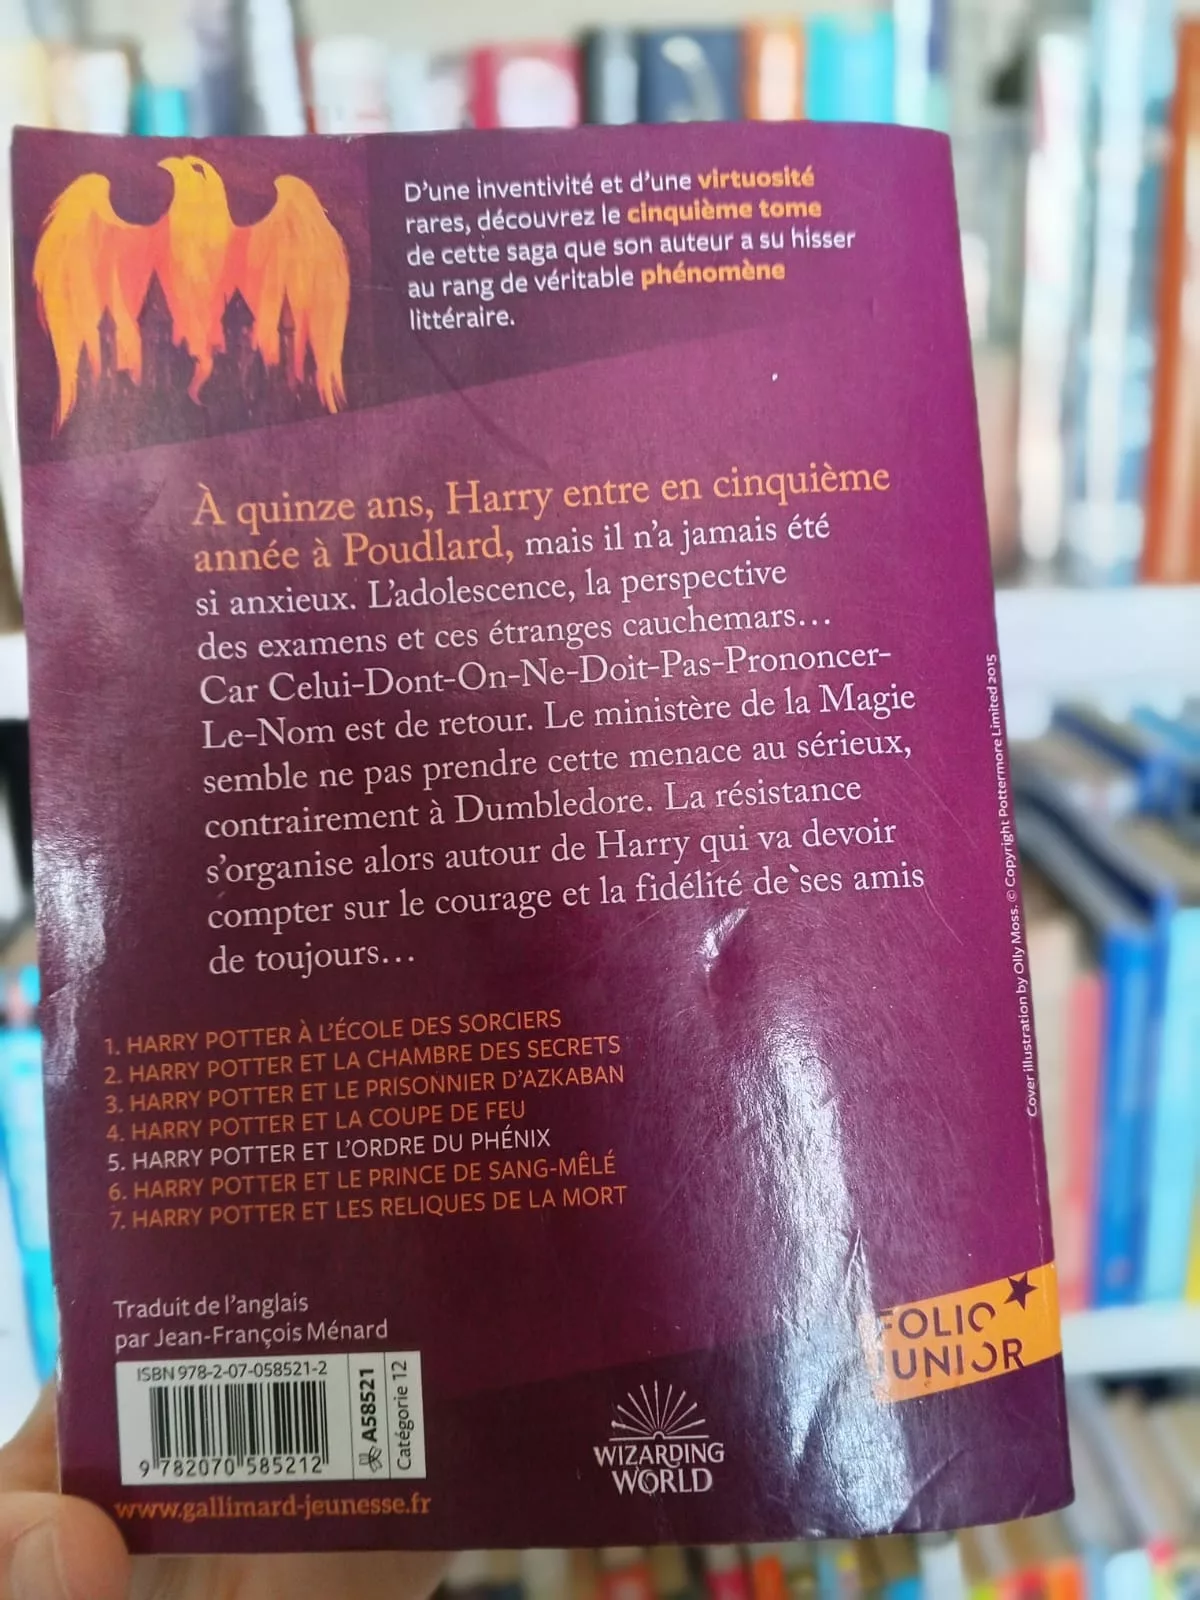 D'une inventivité et d'une virtuosité
rares, découvrez le cinquième tome
de cette saga que son auteur a su hisser
au rang de véritable phénomène
littéraire.
À quinze ans, Harry entre en cinquième
année à Poudlard, mais il n'a jamais été
si anxieux. L'adolescence, la perspective
des examens et ces étranges cauchemars...
Car Celui-Dont-On-Ne-Doit-Pas-Prononcer-
Le-Nom est de retour. Le ministère de la Magie
semble ne pas prendre cette menace au sérieux,
contrairement à Dumbledore. La résistance
s'organise alors autour de Harry qui va devoir
compter sur le courage et la fidélité de ses amis
de toujours...
1. HARRY POTTER À L'ÉCOLE DES SORCIERS
2. HARRY POTTER ET LA CHAMBRE DES SECRETS
3. HARRY POTTER ET LE PRISONNIER D'AZKABAN
4. HARRY POTTER ET LA COUPE DE FEU
5. HARRY POTTER ET L'ORDRE DU PHÉNIX
6. HARRY POTTER ET LE PRINCE DE SANG-MÊLÉ
7. HARRY POTTER ET LES RELIQUES DE LA MORT
Cover illustration by Olly Moss. © Copyright Pottermore Limited 2015
Traduit de l'anglais
par Jean-François Ménard
ISBN 978-2-07-058521-2
9 782070 585212
A58521
Catégorie 12
www.gallimard-jeunesse.fr
WIZARDING
WORLD
FOLIO
JUNIOR